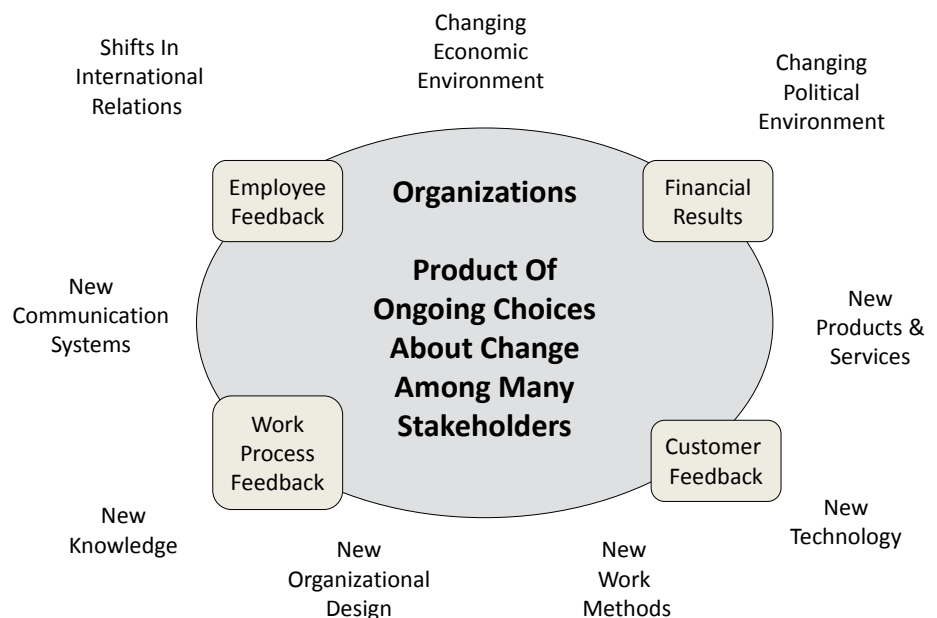 Changing
Economic
Environment
Shifts In
International
Relations
Changing
Political
Environment
Employee
Feedback
Organizations
Financial
Results
Product Of
Ongoing Choices
About Change
Among Many
Stakeholders
New
Communication
Systems
New
Products &
Services
Work
Process
Feedback
Customer
Feedback
New
Knowledge
New
Technology
New
Organizational
Design
New
Work
Methods